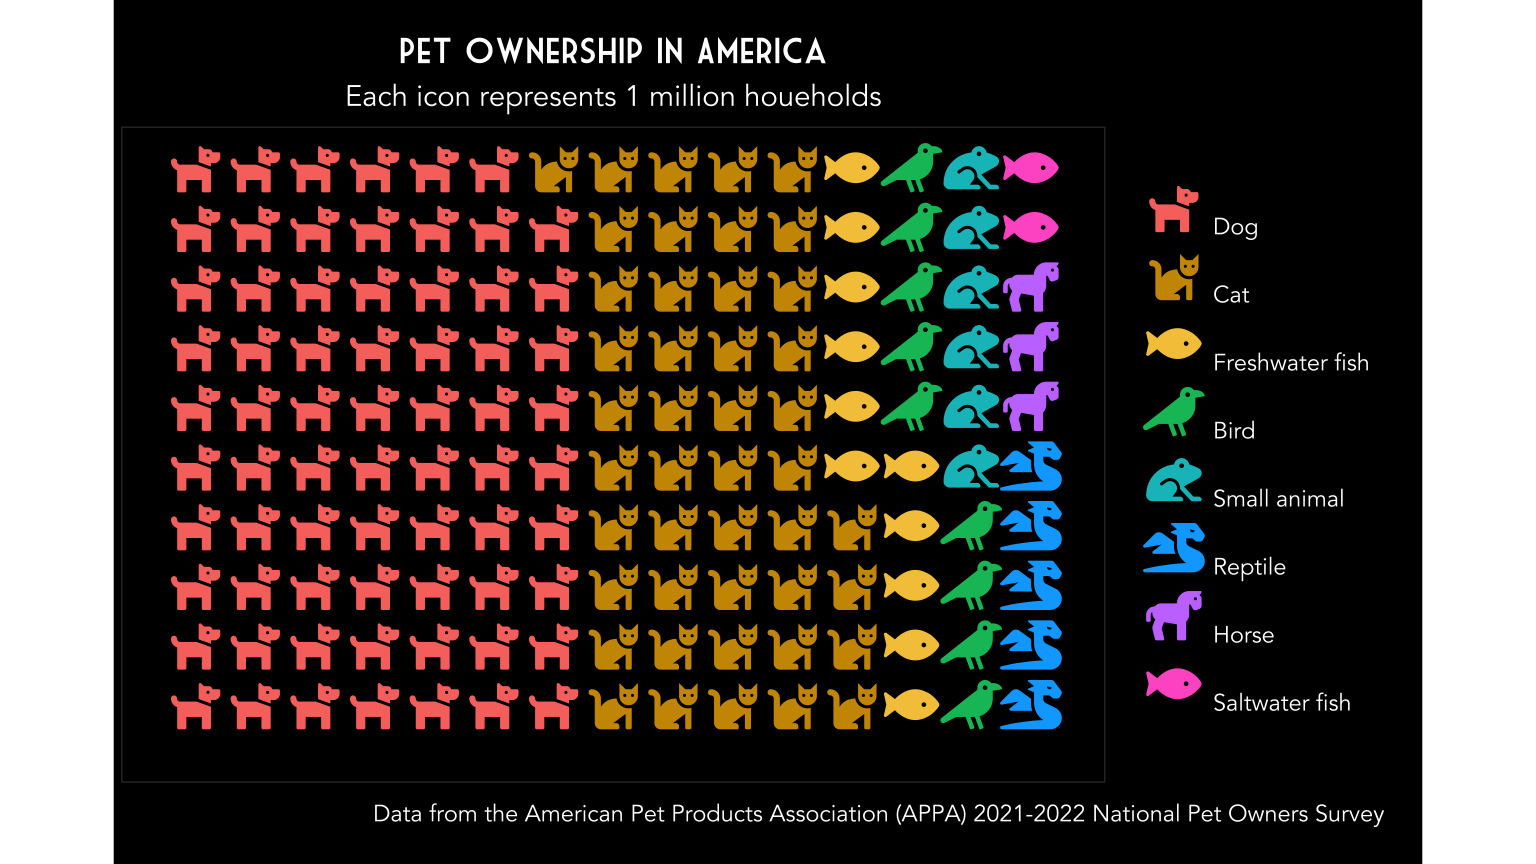 PET OWNERSHIP IN AMERICA
Each icon represents 1 million houeholds
Dog
Cat
Freshwater fish
Bird
Small animal
Reptile
Horse
Saltwater fish
Data from the American Pet Products Association (APPA) 2021-2022 National Pet Owners Survey